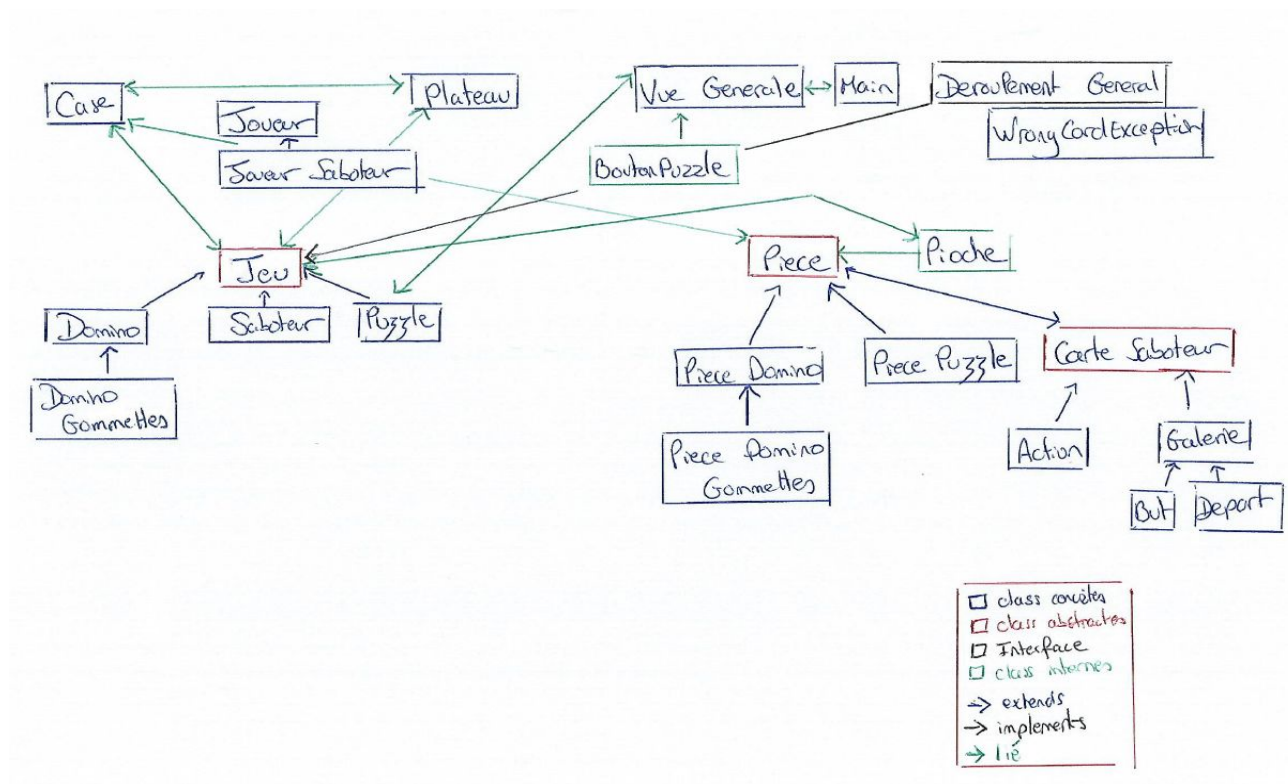 Case
Plateau
Joueur
Joueur Saboteur
Vue Generale
Main
Deroulement General
WrongCardException
BoutonPuzzle
Jeu
Piece
Pioche
Domino
Saboteur
Puzzle
Domino
Gommettes
Piece Domino
Piece Puzzle
Carte Saboteur
Piece Domino
Gommettes
Action
Galerie
But
Depart
class concrètes
class abstractes
Interface
class internes
extends
implements
lié